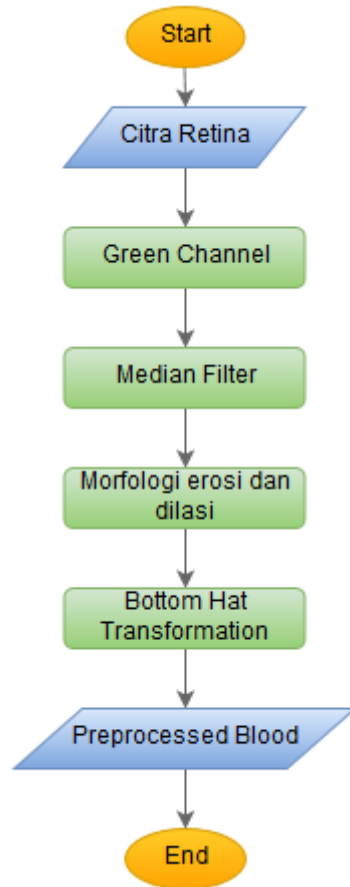 Start
Citra Retina
Green Channel
Median Filter
Morfologi erosi dan
dilasi
Bottom Hat
Transformation
Preprocessed Blood
End